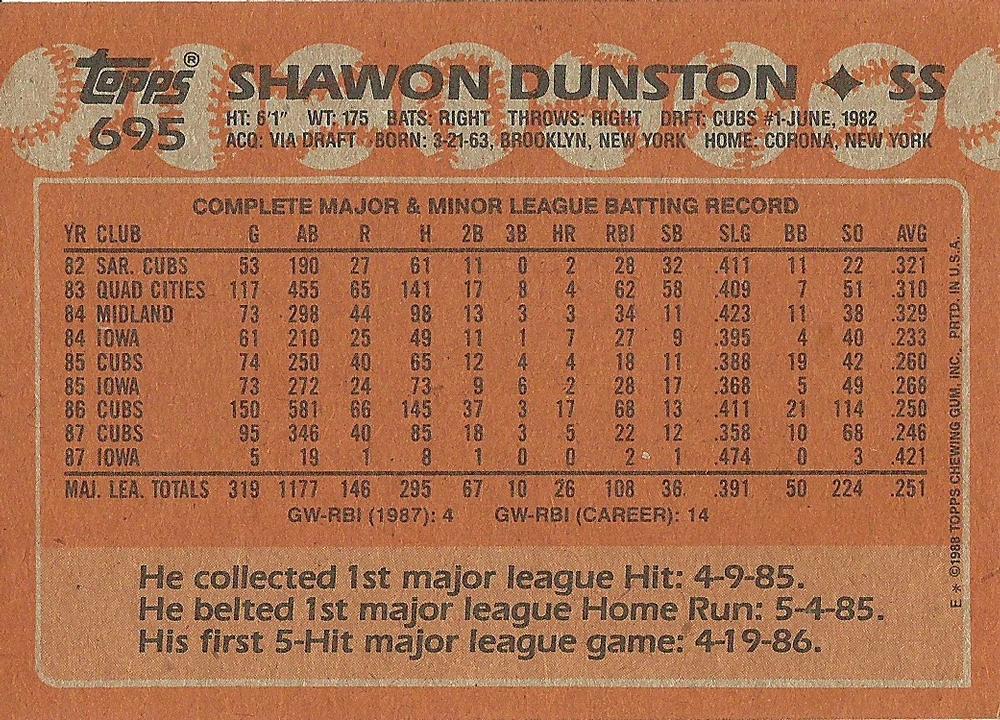 Topps® SHAWON DUNSTON ✦ SS
695
HT: 6'1" WT: 175 BATS: RIGHT THROWS: RIGHT DRFT: CUBS #1-JUNE, 1982
ACQ: VIA DRAFT BORN: 3-21-63, BROOKLYN, NEW YORK HOME: CORONA, NEW YORK
COMPLETE MAJOR & MINOR LEAGUE BATTING RECORD
YR CLUB G AB R H 2B 3B HR RBI SB SLG BB SO AVG
82 SAR. CUBS 53 190 27 61 11 0 2 28 32 .411 11 22 .321
83 QUAD CITIES 117 455 65 141 17 8 4 62 58 .409 7 51 .310
84 MIDLAND 73 298 44 98 13 3 3 34 11 .423 11 38 .329
84 IOWA 61 210 25 49 11 1 7 27 9 .395 4 40 .233
85 CUBS 74 250 40 65 12 4 4 18 11 .388 19 42 .260
85 IOWA 73 272 24 73 9 6 2 28 17 .368 5 49 .268
86 CUBS 150 581 66 145 37 3 17 68 13 .411 21 114 .250
87 CUBS 95 346 40 85 18 3 5 22 12 .358 10 68 .246
87 IOWA 5 19 1 8 1 0 0 2 1 .474 0 3 .421
MAJ. LEA. TOTALS 319 1177 146 295 67 10 26 108 36 .391 50 224 .251
GW-RBI (1987): 4 GW-RBI (CAREER): 14
He collected 1st major league Hit: 4-9-85.
He belted 1st major league Home Run: 5-4-85.
His first 5-Hit major league game: 4-19-86.
E * ©1988 TOPPS CHEWING GUM, INC., PRTD. IN U.S.A.